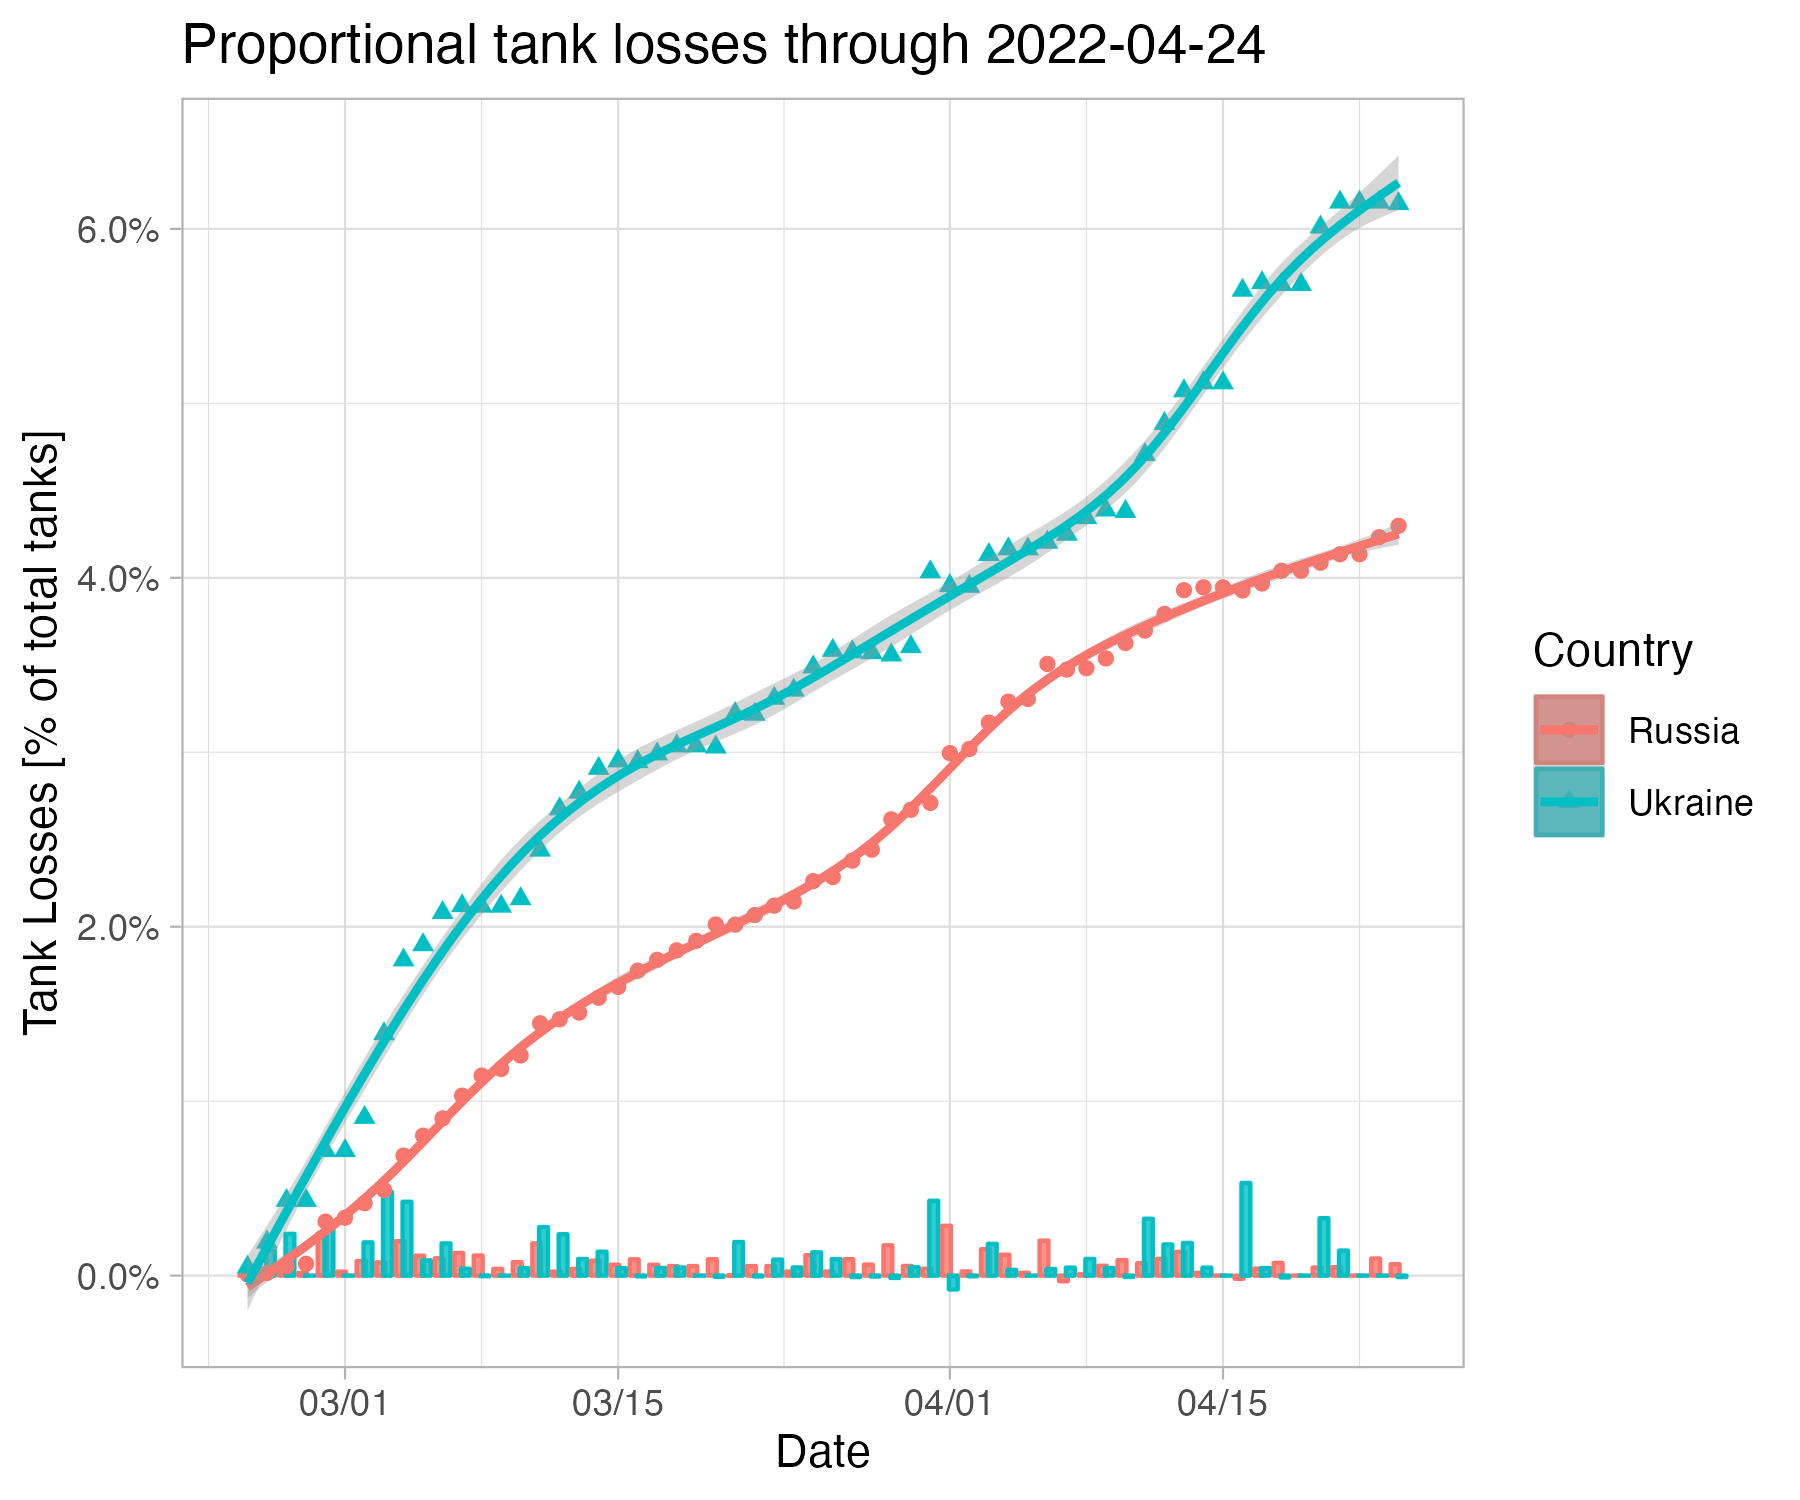 Proportional tank losses through 2022-04-24
Tank Losses [% of total tanks]
6.0%
4.0%
2.0%
0.0%
03/01
03/15
04/01
04/15
Date
Country
Russia
Ukraine